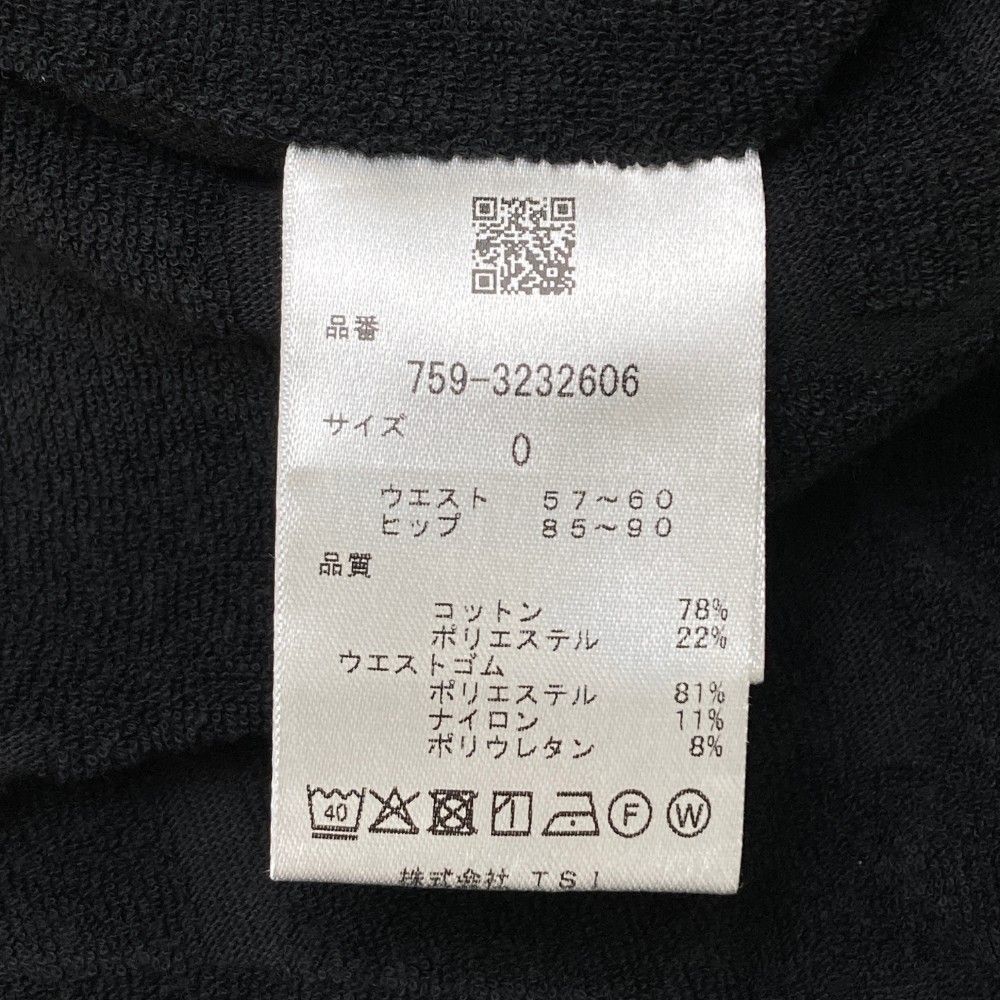 品番
759-3232606
サイズ
0
ウエスト 57～60
ヒップ 85～90
品質
コットン 78%
ポリエステル 22%
ウエストゴム
ポリエステル 81%
ナイロン 11%
ポリウレタン 8%
40 F W
株式会社 TSI